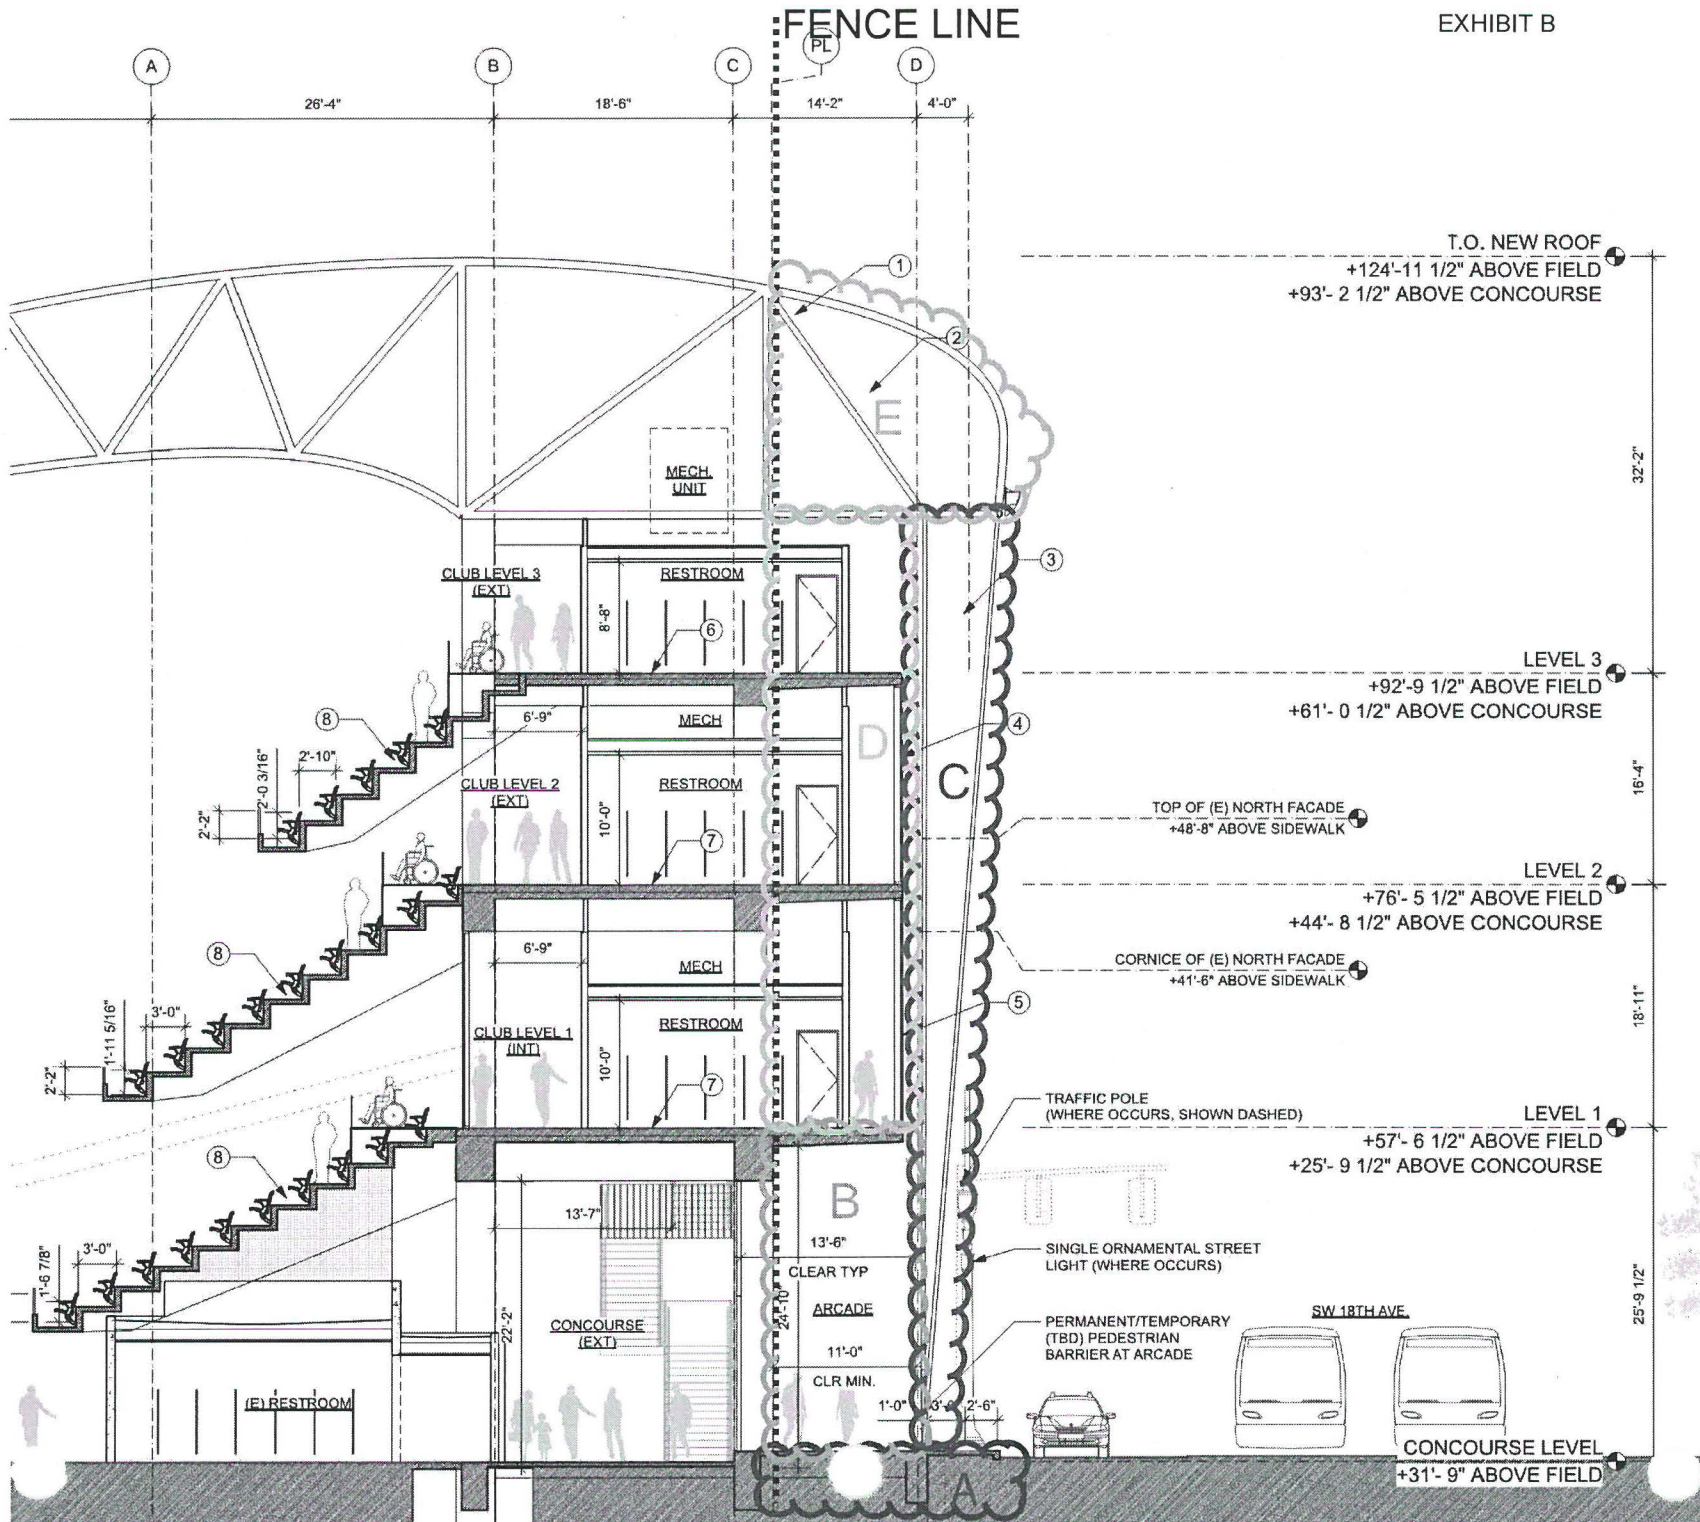 FENCE LINE
EXHIBIT B
A
B
C
PL
D
26'-4"
18'-6"
14'-2"
4'-0"
T.O. NEW ROOF
+124'-11 1/2" ABOVE FIELD
+93'- 2 1/2" ABOVE CONCOURSE
1
2
E
32'-2"
MECH.
UNIT
3
CLUB LEVEL 3
(EXT)
RESTROOM
8'-8"
6
LEVEL 3
+92'-9 1/2" ABOVE FIELD
+61'- 0 1/2" ABOVE CONCOURSE
8
6'-9"
MECH
D
4
2'-10"
2'-0 3/16"
2'-2"
CLUB LEVEL 2
(EXT)
RESTROOM
10'-0"
C
16'-4"
TOP OF (E) NORTH FACADE
+48'-8" ABOVE SIDEWALK
7
LEVEL 2
+76'- 5 1/2" ABOVE FIELD
+44'- 8 1/2" ABOVE CONCOURSE
8
6'-9"
MECH
CORNICE OF (E) NORTH FACADE
+41'-6" ABOVE SIDEWALK
5
18'-11"
3'-0"
1'-11 5/16"
2'-2"
CLUB LEVEL 1
(INT)
RESTROOM
10'-0"
7
TRAFFIC POLE
(WHERE OCCURS, SHOWN DASHED)
LEVEL 1
+57'- 6 1/2" ABOVE FIELD
+25'- 9 1/2" ABOVE CONCOURSE
8
B
13'-7"
13'-6"
CLEAR TYP
3'-0"
1'-6 7/8"
SINGLE ORNAMENTAL STREET
LIGHT (WHERE OCCURS)
24'-10"
ARCADE
22'-2"
CONCOURSE
(EXT)
PERMANENT/TEMPORARY
(TBD) PEDESTRIAN
BARRIER AT ARCADE
SW 18TH AVE.
25'-9 1/2"
11'-0"
CLR MIN.
(E) RESTROOM
1'-0"
2'-6"
CONCOURSE LEVEL
+31'- 9" ABOVE FIELD
A